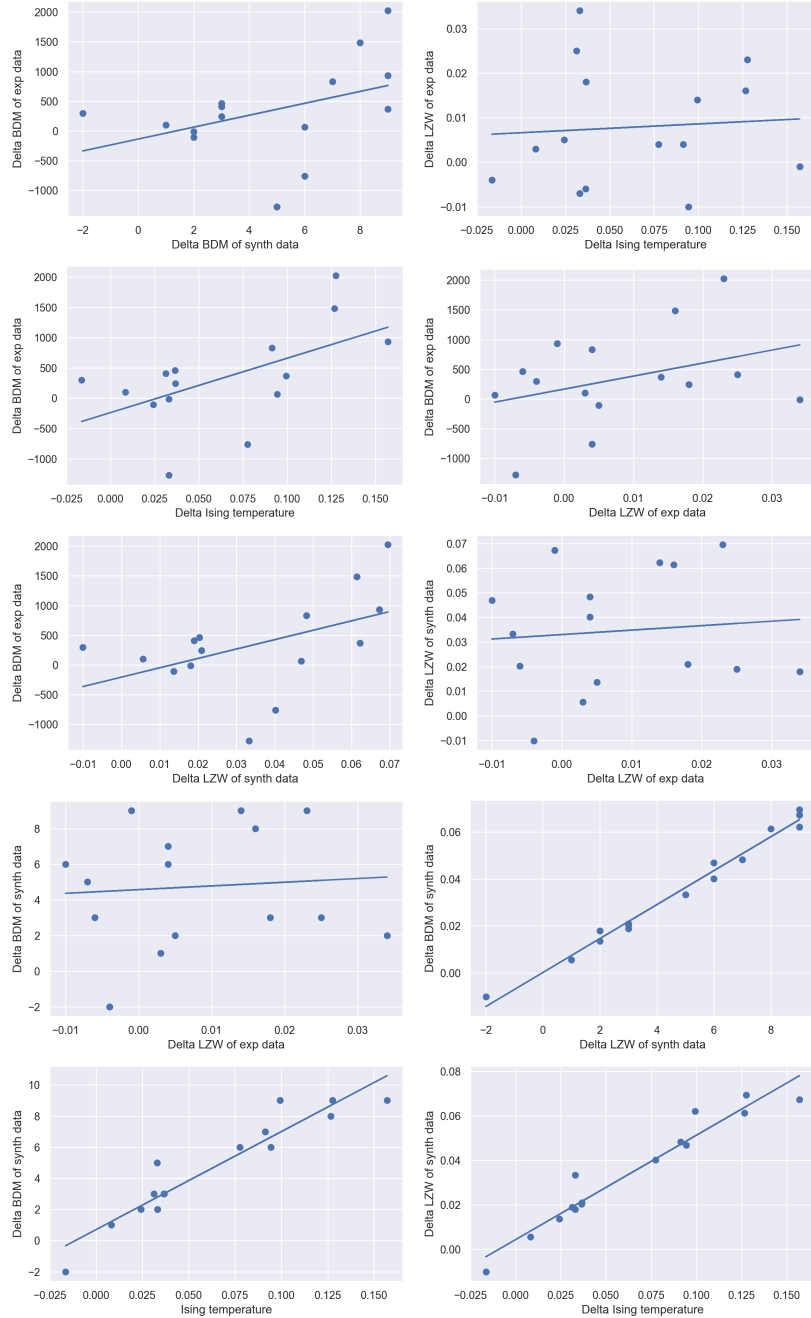 2000
1500
1000
500
0
−500
−1000
Delta BDM of exp data
−2 0 2 4 6 8
Delta BDM of synth data
0.03
0.02
0.01
0.00
−0.01
Delta LZW of exp data
−0.025 0.000 0.025 0.050 0.075 0.100 0.125 0.150
Delta Ising temperature
2000
1500
1000
500
0
−500
−1000
Delta BDM of exp data
−0.025 0.000 0.025 0.050 0.075 0.100 0.125 0.150
Delta Ising temperature
2000
1500
1000
500
0
−500
−1000
Delta BDM of exp data
−0.01 0.00 0.01 0.02 0.03
Delta LZW of exp data
2000
1500
1000
500
0
−500
−1000
Delta BDM of exp data
−0.01 0.00 0.01 0.02 0.03 0.04 0.05 0.06 0.07
Delta LZW of synth data
0.07
0.06
0.05
0.04
0.03
0.02
0.01
0.00
−0.01
Delta LZW of synth data
−0.01 0.00 0.01 0.02 0.03
Delta LZW of exp data
8
6
4
2
0
−2
Delta BDM of synth data
−0.01 0.00 0.01 0.02 0.03
Delta LZW of exp data
0.06
0.04
0.02
0.00
Delta BDM of synth data
−2 0 2 4 6 8
Delta LZW of synth data
10
8
6
4
2
0
−2
Delta BDM of synth data
−0.025 0.000 0.025 0.050 0.075 0.100 0.125 0.150
Ising temperature
0.08
0.06
0.04
0.02
0.00
Delta LZW of synth data
−0.025 0.000 0.025 0.050 0.075 0.100 0.125 0.150
Delta Ising temperature